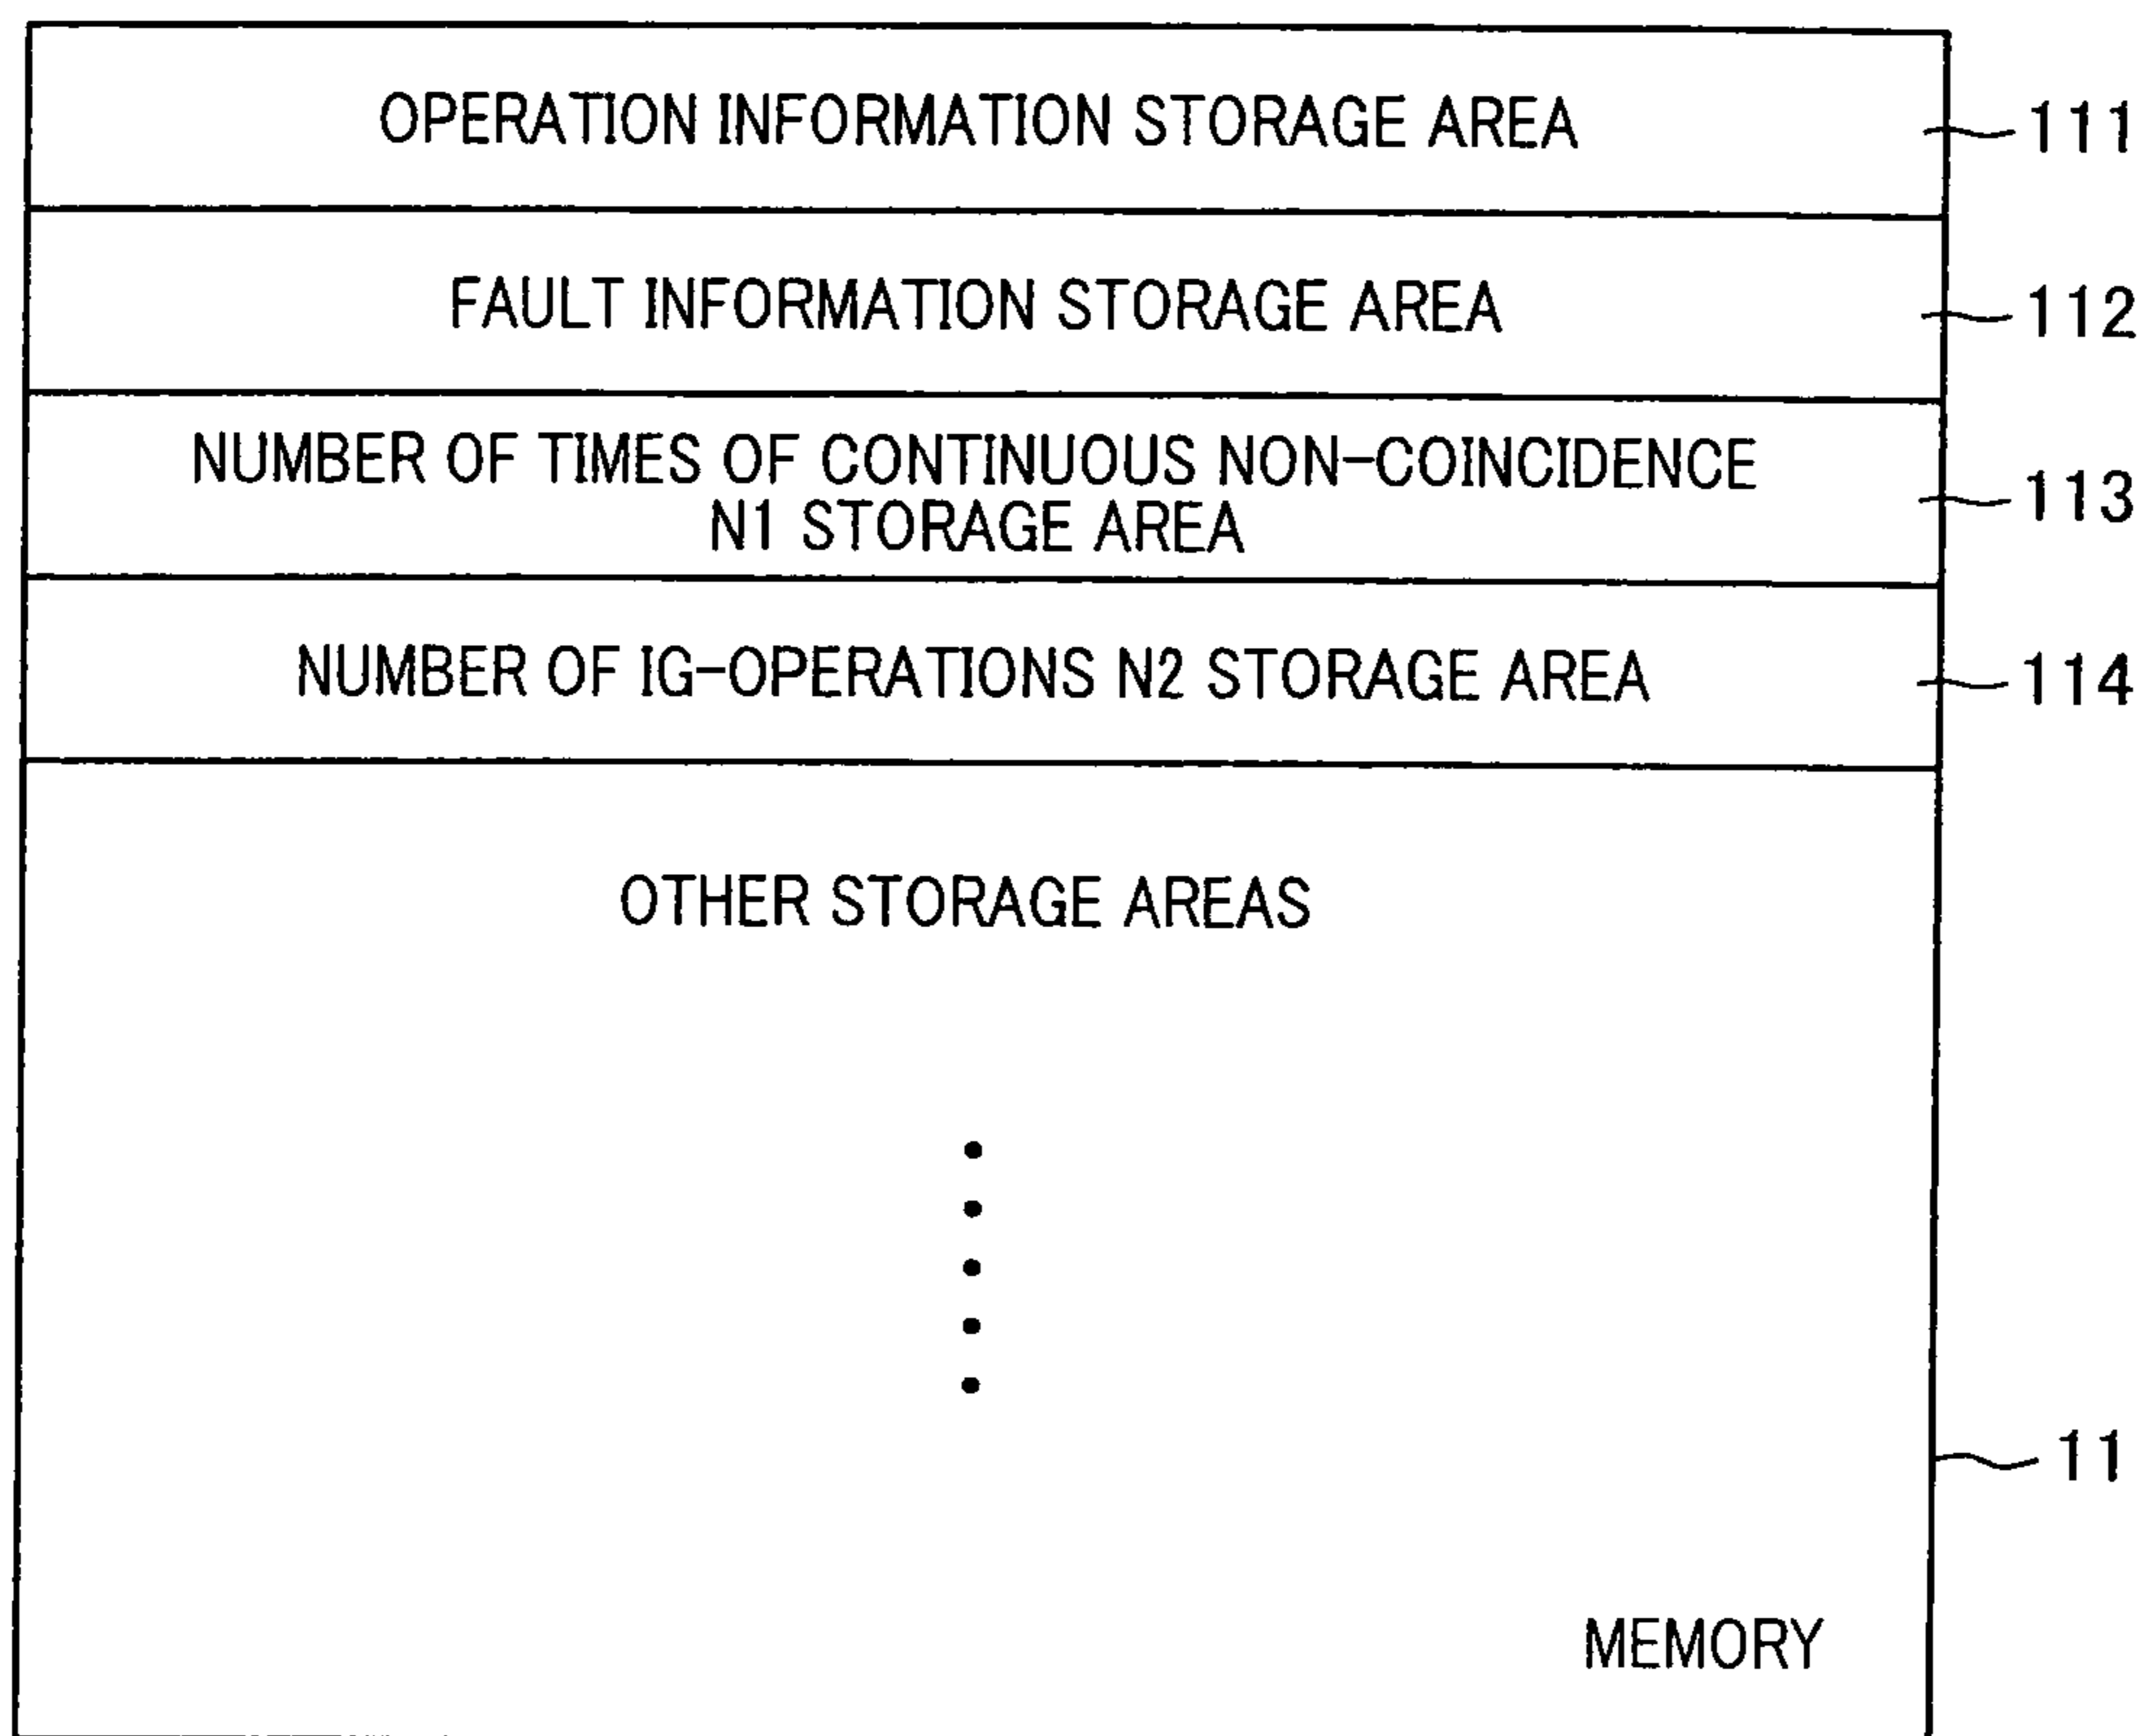 OPERATION INFORMATION STORAGE AREA 111
FAULT INFORMATION STORAGE AREA 112
NUMBER OF TIMES OF CONTINUOUS NON-COINCIDENCE
N1 STORAGE AREA 113
NUMBER OF IG-OPERATIONS N2 STORAGE AREA 114
OTHER STORAGE AREAS
11
MEMORY